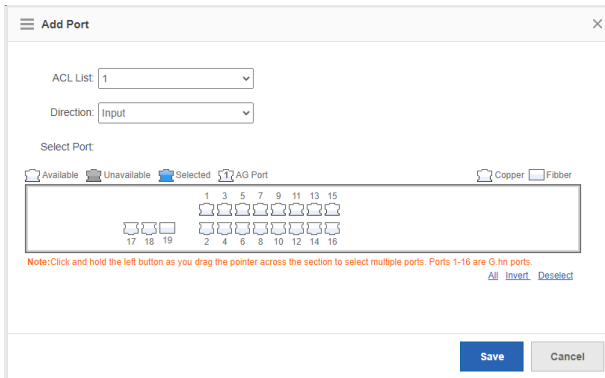 Add Port
ACL List: 1
Direction: Input
Select Port:
Available Unavailable Selected 1 AG Port Copper Fibber
1 3 5 7 9 11 13 15
17 18 19 2 4 6 8 10 12 14 16
Note:Click and hold the left button as you drag the pointer across the section to select multiple ports. Ports 1-16 are G.hn ports.
All Invert Deselect
Save Cancel